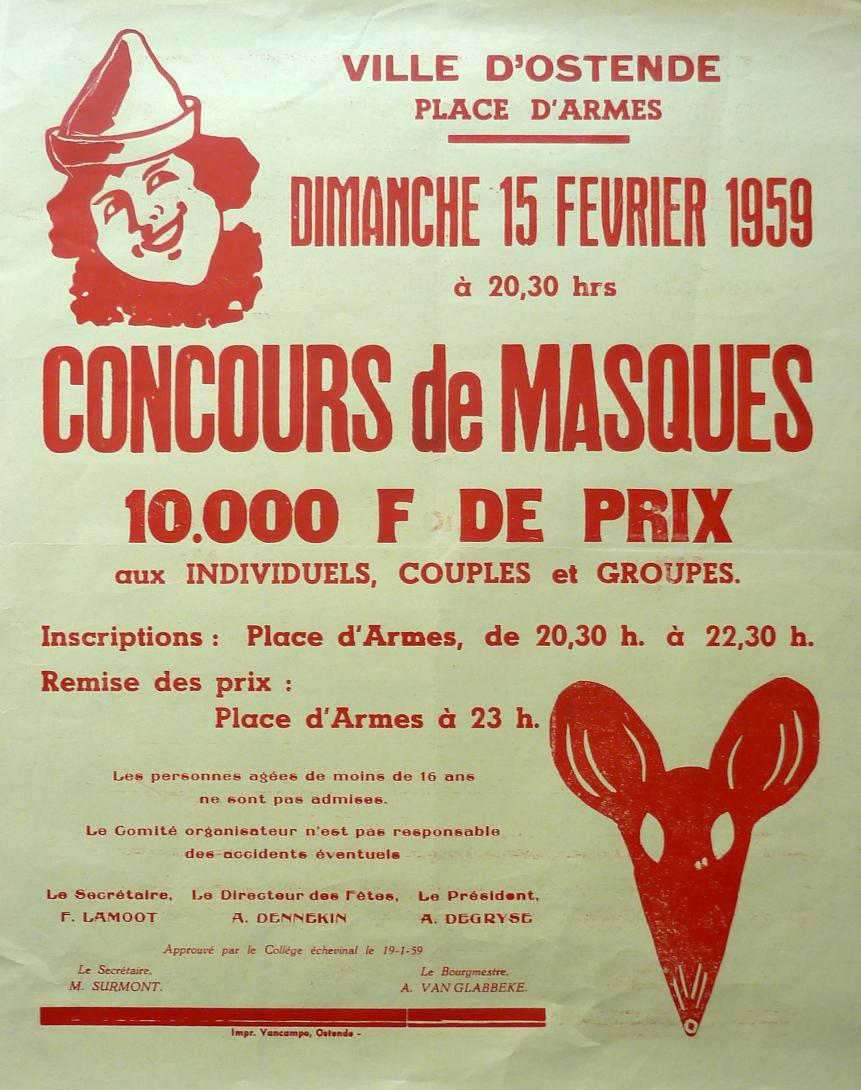 VILLE D'OSTENDE
PLACE D'ARMES
DIMANCHE 15 FEVRIER 1959
à 20,30 hrs
CONCOURS de MASQUES
10.000 F DE PRIX
aux INDIVIDUELS, COUPLES et GROUPES.
Inscriptions : Place d'Armes, de 20,30 h. à 22,30 h.
Remise des prix :
Place d'Armes à 23 h.
Les personnes agées de moins de 16 ans
ne sont pas admises.
Le Comité organisateur n'est pas responsable
des accidents éventuels
Le Secrétaire, Le Directeur des Fêtes, Le Président,
F. LAMOOT A. DENNEKIN A. DEGRYSE
Approuvé par le Collège échevinal le 19-1-59
Le Secrétaire, Le Bourgmestre,
M. SURMONT. A. VAN GLABBEKE.
Impr. Vancampo, Ostende -